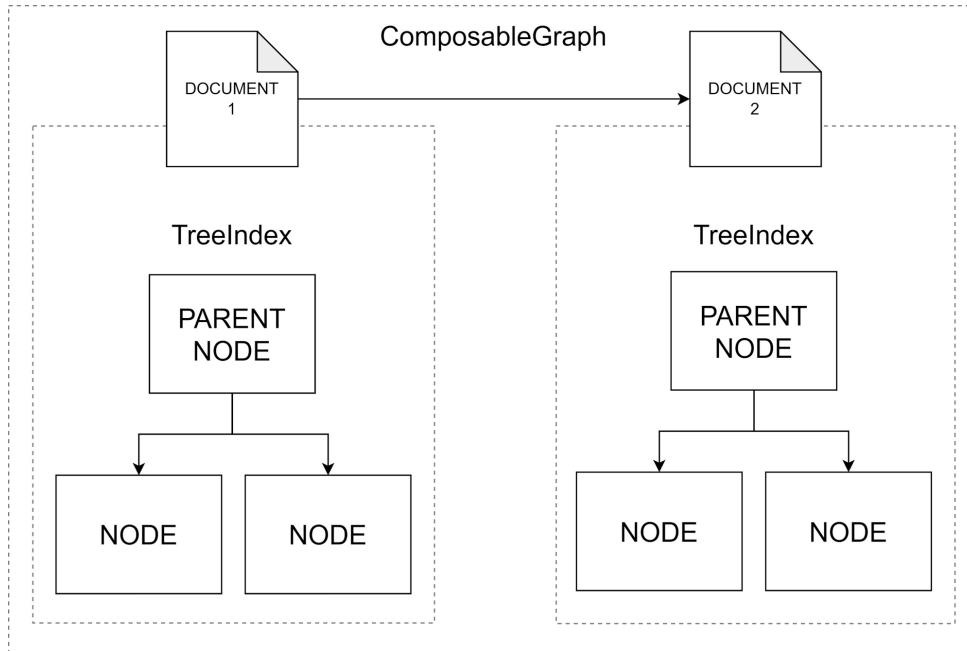 ComposableGraph
DOCUMENT
1
DOCUMENT
2
TreeIndex
PARENT
NODE
NODE
NODE
TreeIndex
PARENT
NODE
NODE
NODE